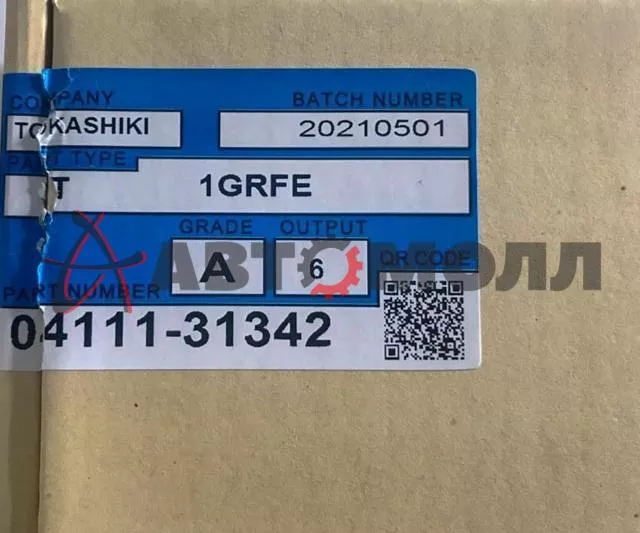 COMPANY BATCH NUMBER
TOKASHIKI 20210501
PART TYPE
T 1GRFE
GRADE OUTPUT
A 6 QR CODE
АВТОМОЛЛ
PART NUMBER
04111-31342